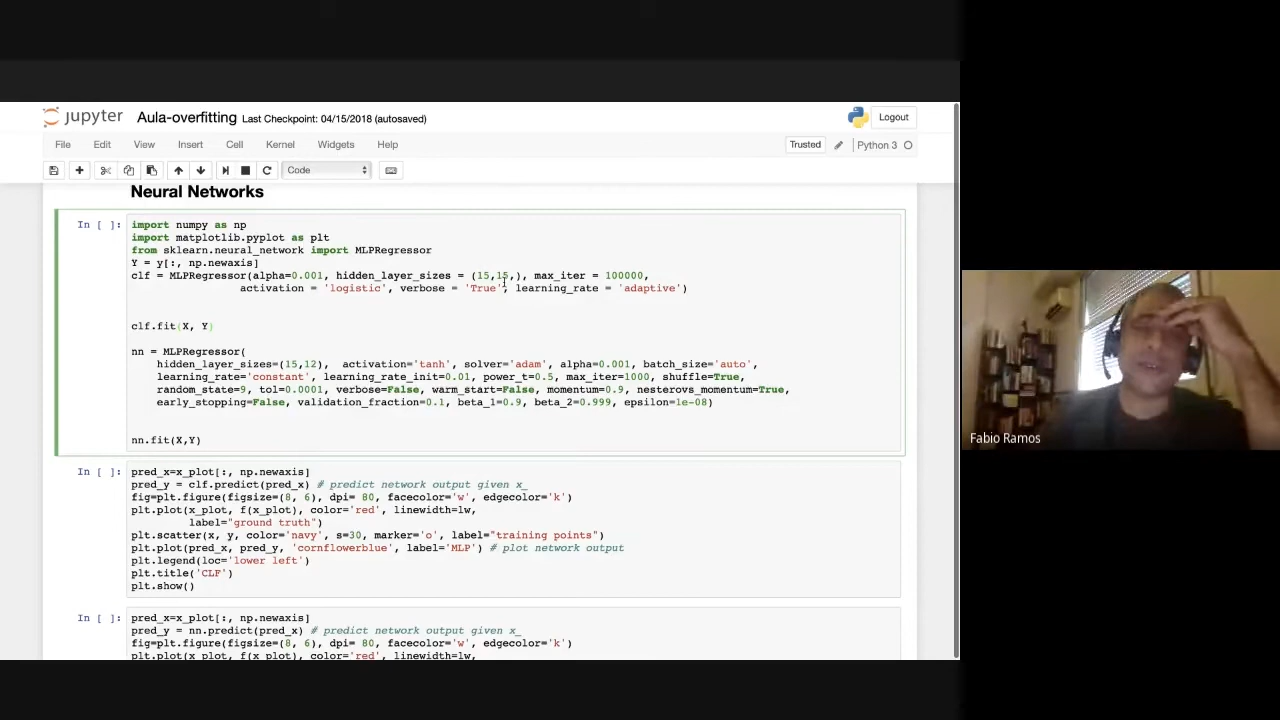 jupyter Aula-overfitting Last Checkpoint: 04/15/2018 (autosaved) Logout
File Edit View Insert Cell Kernel Widgets Help Trusted Python 3
Code
Neural Networks
In [ ]: import numpy as np
import matplotlib.pyplot as plt
from sklearn.neural_network import MLPRegressor
Y = y[:, np.newaxis]
clf = MLPRegressor(alpha=0.001, hidden_layer_sizes = (15,15,), max_iter = 100000,
activation = 'logistic', verbose = 'True', learning_rate = 'adaptive')
clf.fit(X, Y)
nn = MLPRegressor(
hidden_layer_sizes=(15,12), activation='tanh', solver='adam', alpha=0.001, batch_size='auto',
learning_rate='constant', learning_rate_init=0.01, power_t=0.5, max_iter=1000, shuffle=True,
random_state=9, tol=0.0001, verbose=False, warm_start=False, momentum=0.9, nesterovs_momentum=True,
early_stopping=False, validation_fraction=0.1, beta_1=0.9, beta_2=0.999, epsilon=1e-08)
nn.fit(X,Y)
In [ ]: pred_x=x_plot[:, np.newaxis]
pred_y = clf.predict(pred_x) # predict network output given x_
fig=plt.figure(figsize=(8, 6), dpi= 80, facecolor='w', edgecolor='k')
plt.plot(x_plot, f(x_plot), color='red', linewidth=lw,
label="ground truth")
plt.scatter(x, y, color='navy', s=30, marker='o', label="training points")
plt.plot(pred_x, pred_y, 'cornflowerblue', label='MLP') # plot network output
plt.legend(loc='lower left')
plt.title('CLF')
plt.show()
In [ ]: pred_x=x_plot[:, np.newaxis]
pred_y = nn.predict(pred_x) # predict network output given x_
fig=plt.figure(figsize=(8, 6), dpi= 80, facecolor='w', edgecolor='k')
plt.plot(x_plot, f(x_plot), color='red', linewidth=lw,
Fabio Ramos